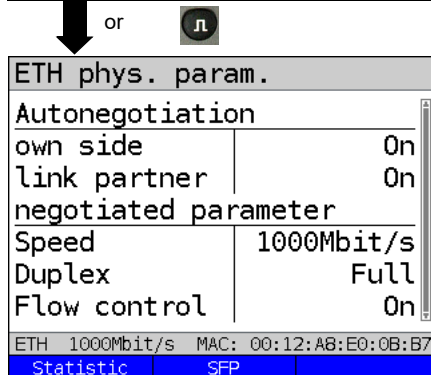 or
ETH phys. param.
Autonegotiation
own side On
link partner On
negotiated parameter
Speed 1000Mbit/s
Duplex Full
Flow control On
ETH 1000Mbit/s MAC: 00:12:A8:E0:0B:B7
Statistic SFP